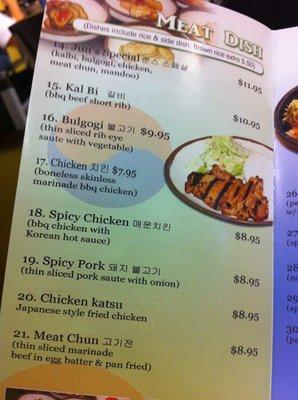 MEAT DISH
(Dishes include rice & side dish. Brown rice extra $.50)
14. Jun's Special 준스 스페샬
(kalbi, bulgogi, chicken,
meat chun, mandoo) $11.95
15. Kal Bi 갈비
(bbq beef short rib) $10.95
16. Bulgogi 불고기
(thin sliced rib eye $9.95
saute with vegetable)
17. Chicken 치킨 $7.95
(boneless skinless
marinade bbq chicken)
18. Spicy Chicken 매운치킨
(bbq chicken with $8.95
Korean hot sauce)
19. Spicy Pork 돼지 불고기
(thin sliced pork saute with onion) $8.95
20. Chicken katsu
Japanese style fried chicken $8.95
21. Meat Chun 고기전
(thin sliced marinade $8.95
beef in egg batter & pan fried)
26
27
28
29
30